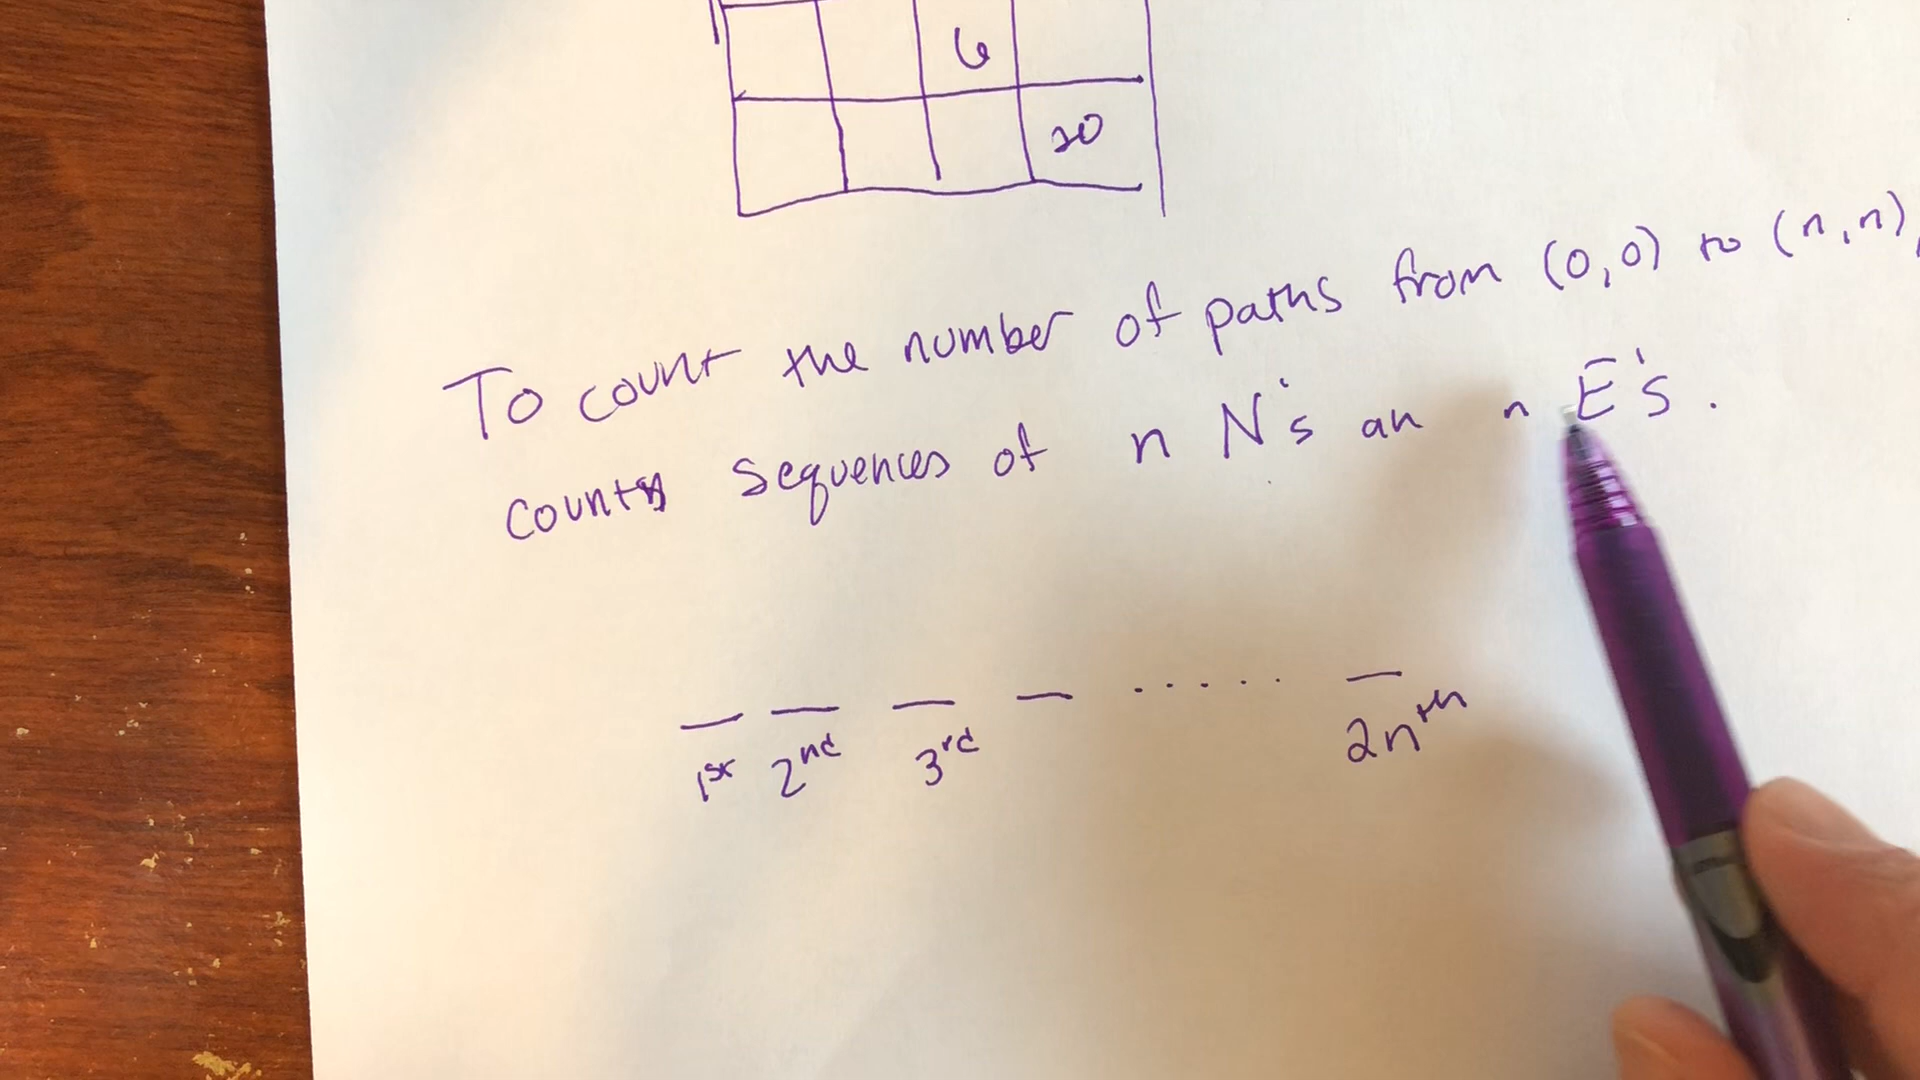 6
20
To count the number of paths from (0,0) to (n,n),
count sequences of n N's an n E's.
1st 2nd 3rd ..... 2nth